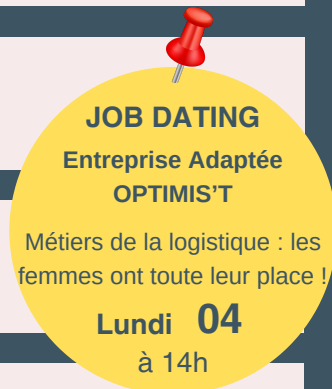 JOB DATING
Entreprise Adaptée
OPTIMIS'T
Métiers de la logistique : les
femmes ont toute leur place !
Lundi 04
à 14h